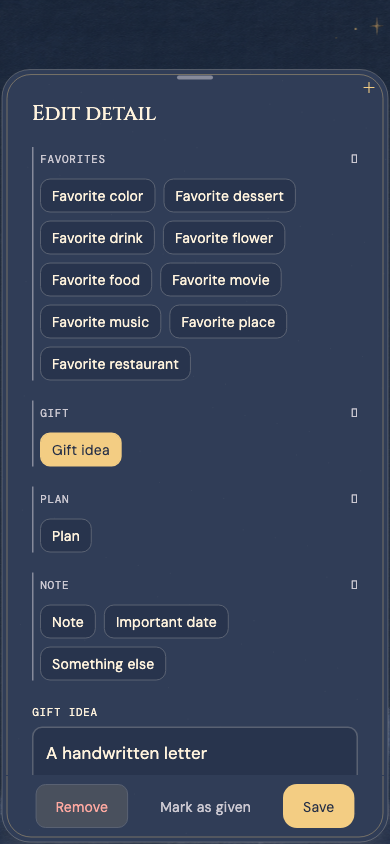 Edit detail
FAVORITES
Favorite color Favorite dessert
Favorite drink Favorite flower
Favorite food Favorite movie
Favorite music Favorite place
Favorite restaurant
GIFT
Gift idea
PLAN
Plan
NOTE
Note Important date
Something else
GIFT IDEA
A handwritten letter
Remove Mark as given Save